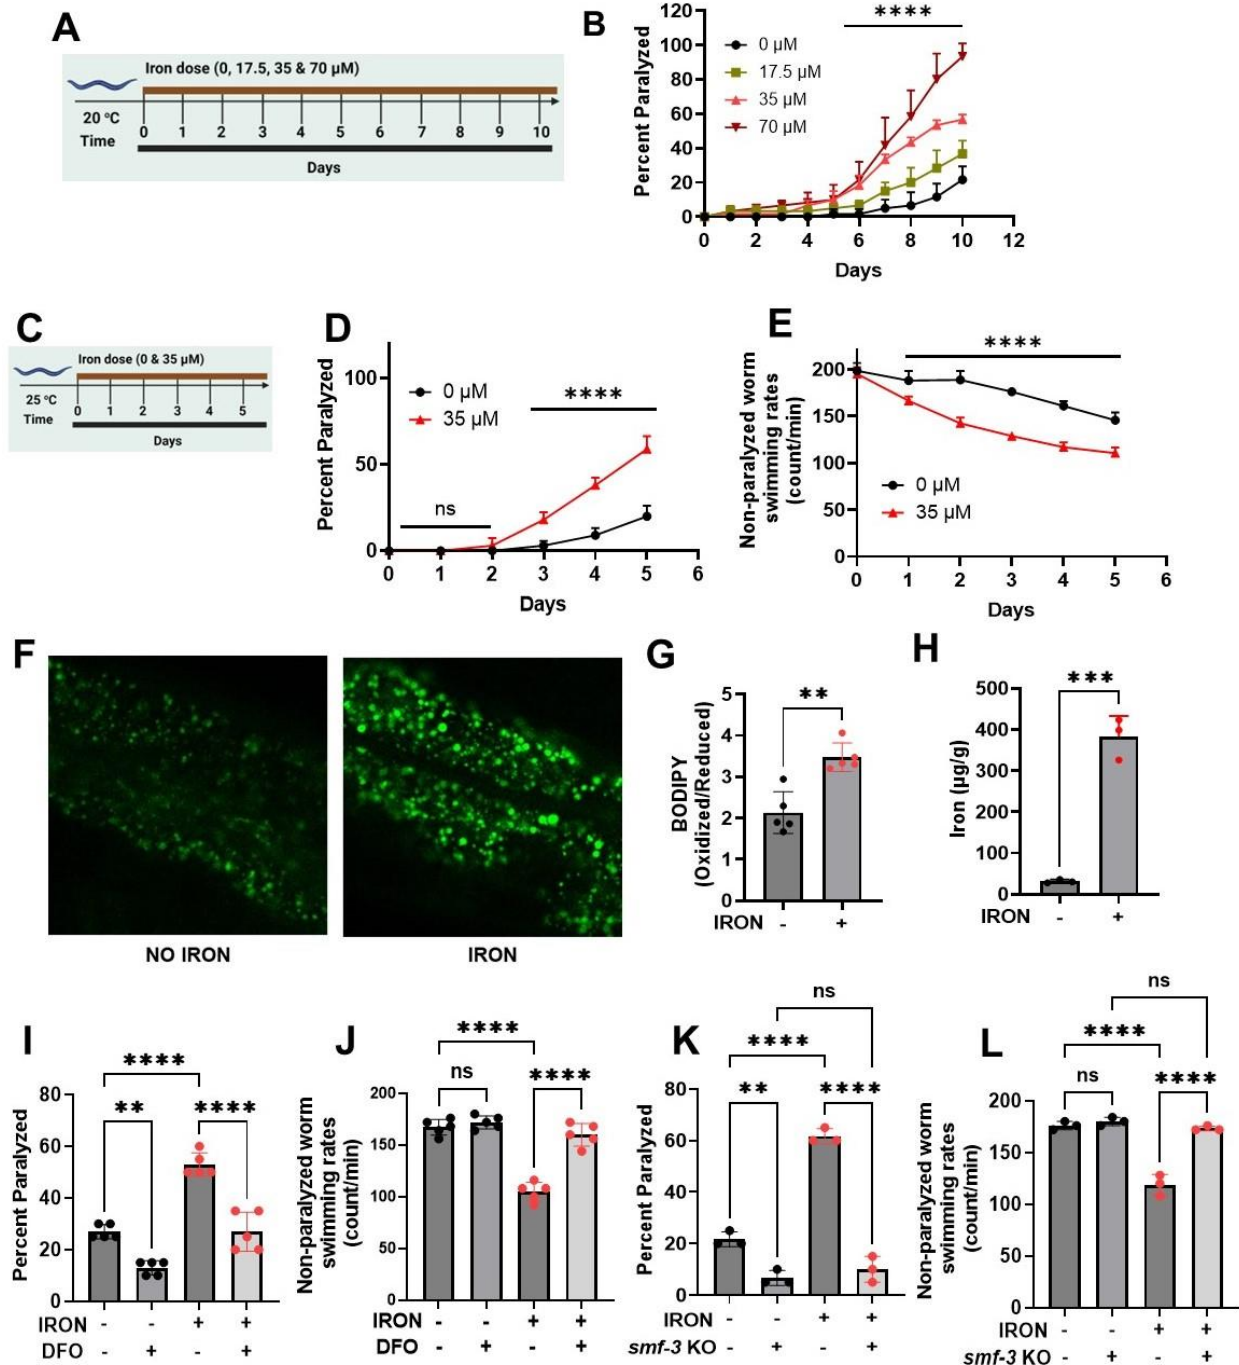 A
Iron dose (0, 17.5, 35 & 70 µM)
20 °C
Time
0 1 2 3 4 5 6 7 8 9 10
Days
B
****
Percent Paralyzed
120
100
80
60
40
20
0
0 µM
17.5 µM
35 µM
70 µM
0 2 4 6 8 10 12
Days
C
Iron dose (0 & 35 µM)
25 °C
Time
0 1 2 3 4 5
Days
D
Percent Paralyzed
100
50
0
0 µM
35 µM
****
ns
0 1 2 3 4 5 6
Days
E
****
Non-paralyzed worm
swimming rates
(count/min)
200
150
100
50
0
0 µM
35 µM
0 1 2 3 4 5 6
Days
F
NO IRON
IRON
G
**
BODIPY
(Oxidized/Reduced)
5
4
3
2
1
0
IRON - +
H
***
Iron (µg/g)
500
400
300
200
100
0
IRON - +
I
****
** ****
Percent Paralyzed
80
60
40
20
0
IRON - - + +
DFO - + - +
J
****
ns ****
Non-paralyzed worm
swimming rates
(count/min)
200
150
100
50
0
IRON - - + +
DFO - + - +
K
ns
****
** ****
Percent Paralyzed
80
60
40
20
0
IRON - - + +
smf-3 KO - + - +
L
ns
****
ns ****
Non-paralyzed worm
swimming rates
(count/min)
200
150
100
50
0
IRON - - + +
smf-3 KO - + - +